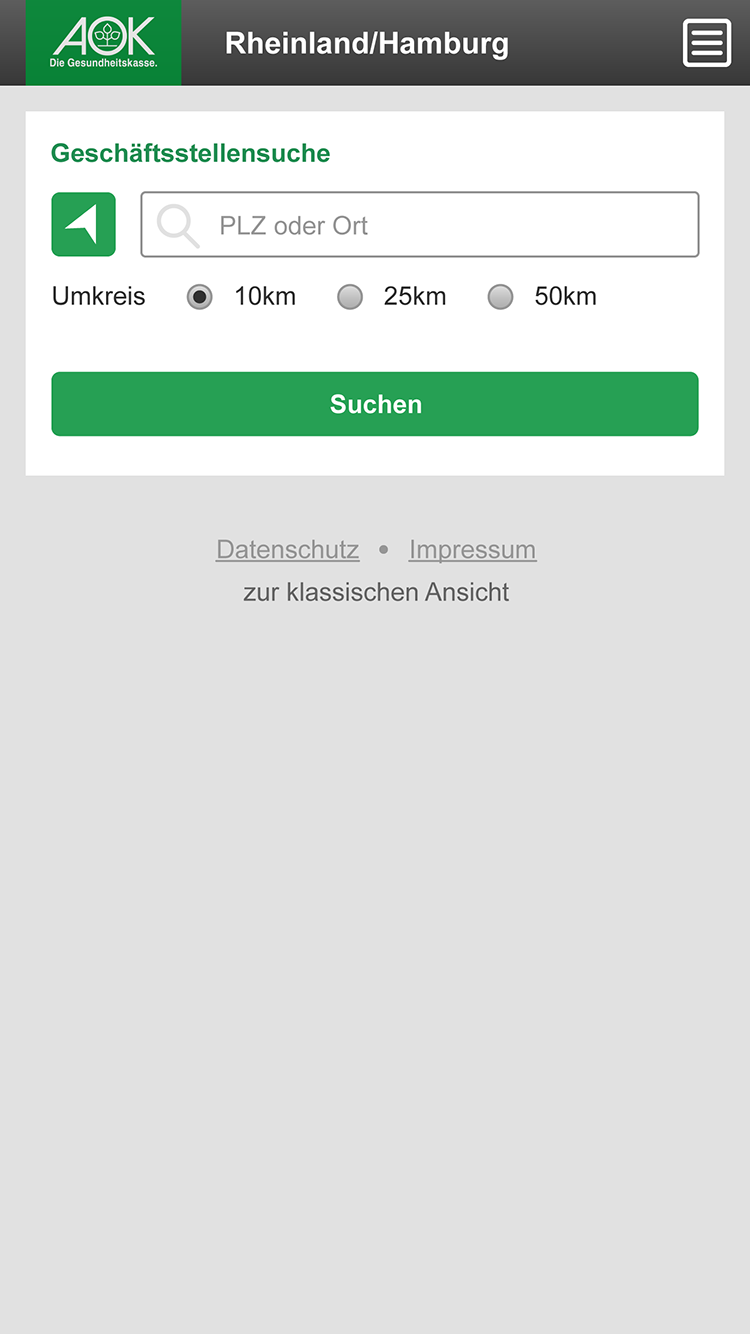 AOK
Die Gesundheitskasse.
Rheinland/Hamburg
Geschäftsstellensuche
PLZ oder Ort
Umkreis 10km 25km 50km
Suchen
Datenschutz • Impressum
zur klassischen Ansicht